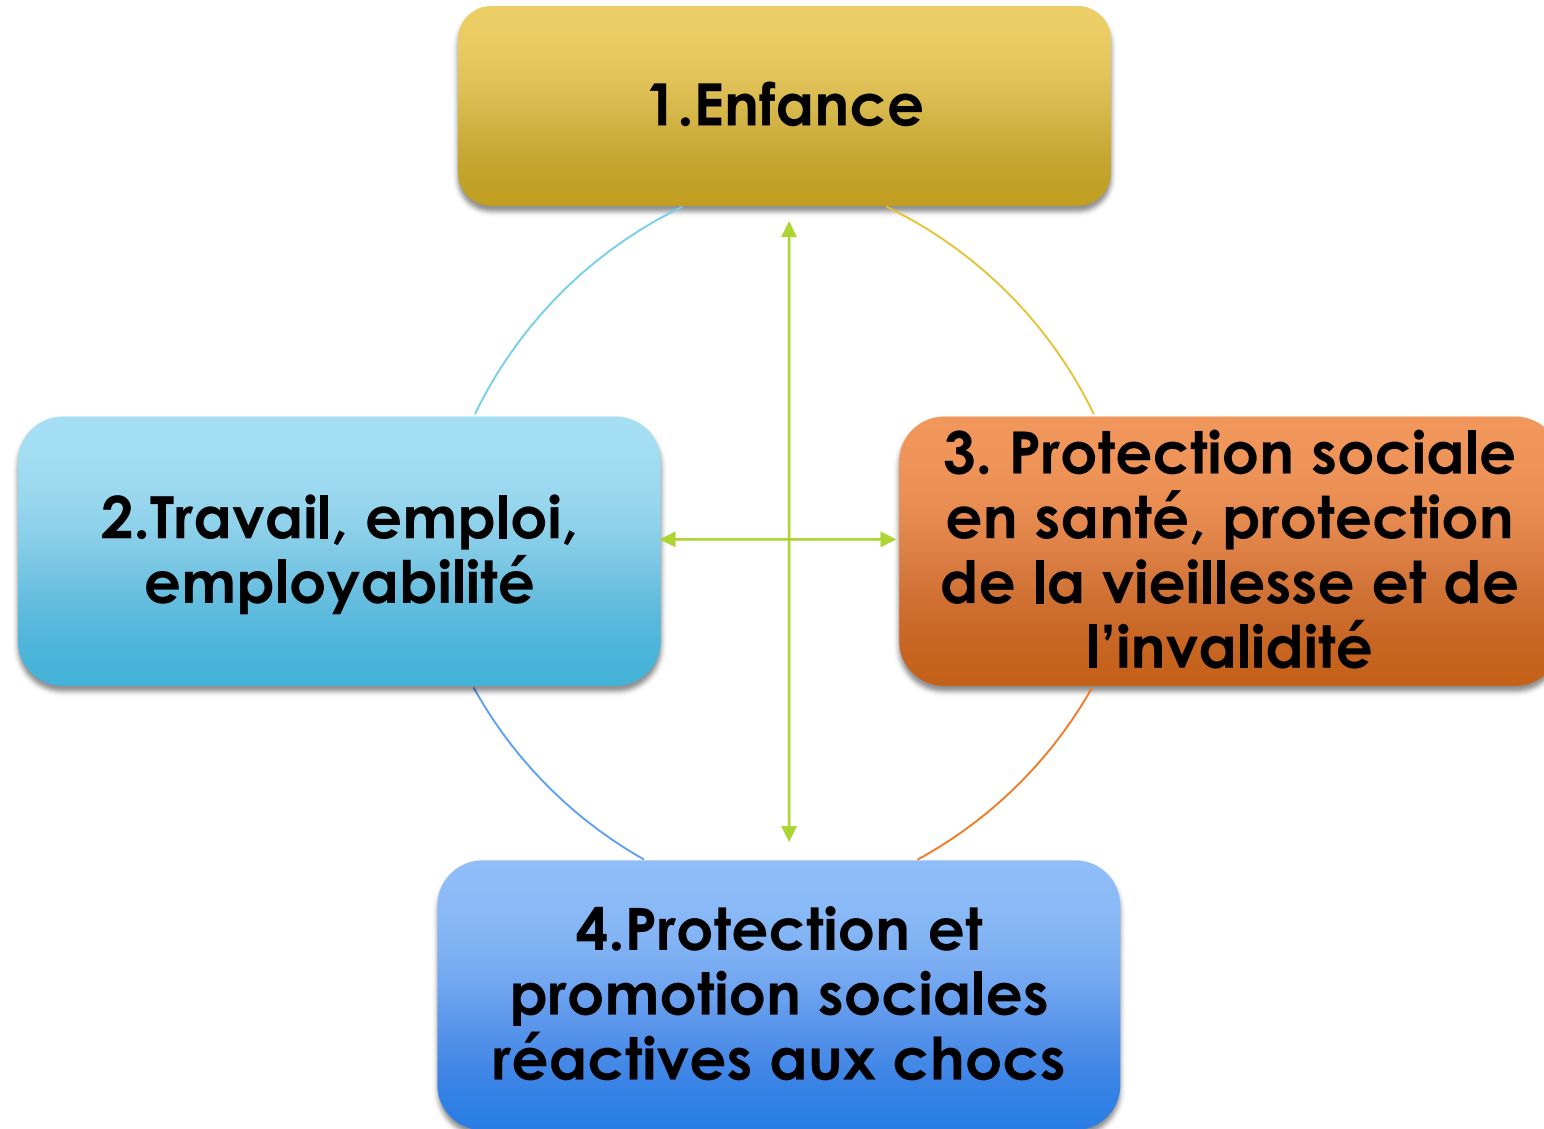 1.Enfance
2.Travail, emploi,
employabilité
3. Protection sociale
en santé, protection
de la vieillesse et de
l’invalidité
4.Protection et
promotion sociales
réactives aux chocs